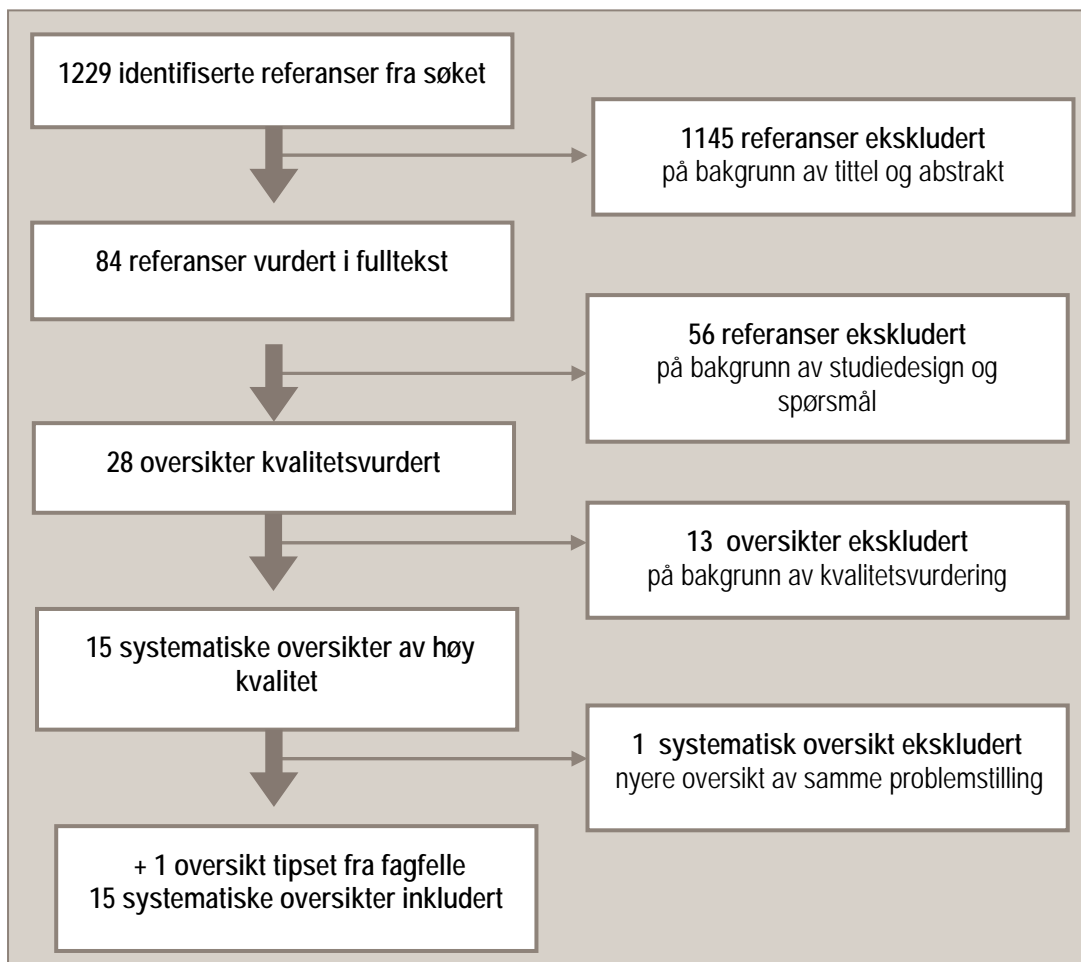 1229 identifiserte referanser fra søket
1145 referanser ekskludert
på bakgrunn av tittel og abstrakt
84 referanser vurdert i fulltekst
56 referanser ekskludert
på bakgrunn av studiedesign og
spørsmål
28 oversikter kvalitetsvurdert
13 oversikter ekskludert
på bakgrunn av kvalitetsvurdering
15 systematiske oversikter av høy
kvalitet
1 systematisk oversikt ekskludert
nyere oversikt av samme problemstilling
+ 1 oversikt tipset fra fagfelle
15 systematiske oversikter inkludert